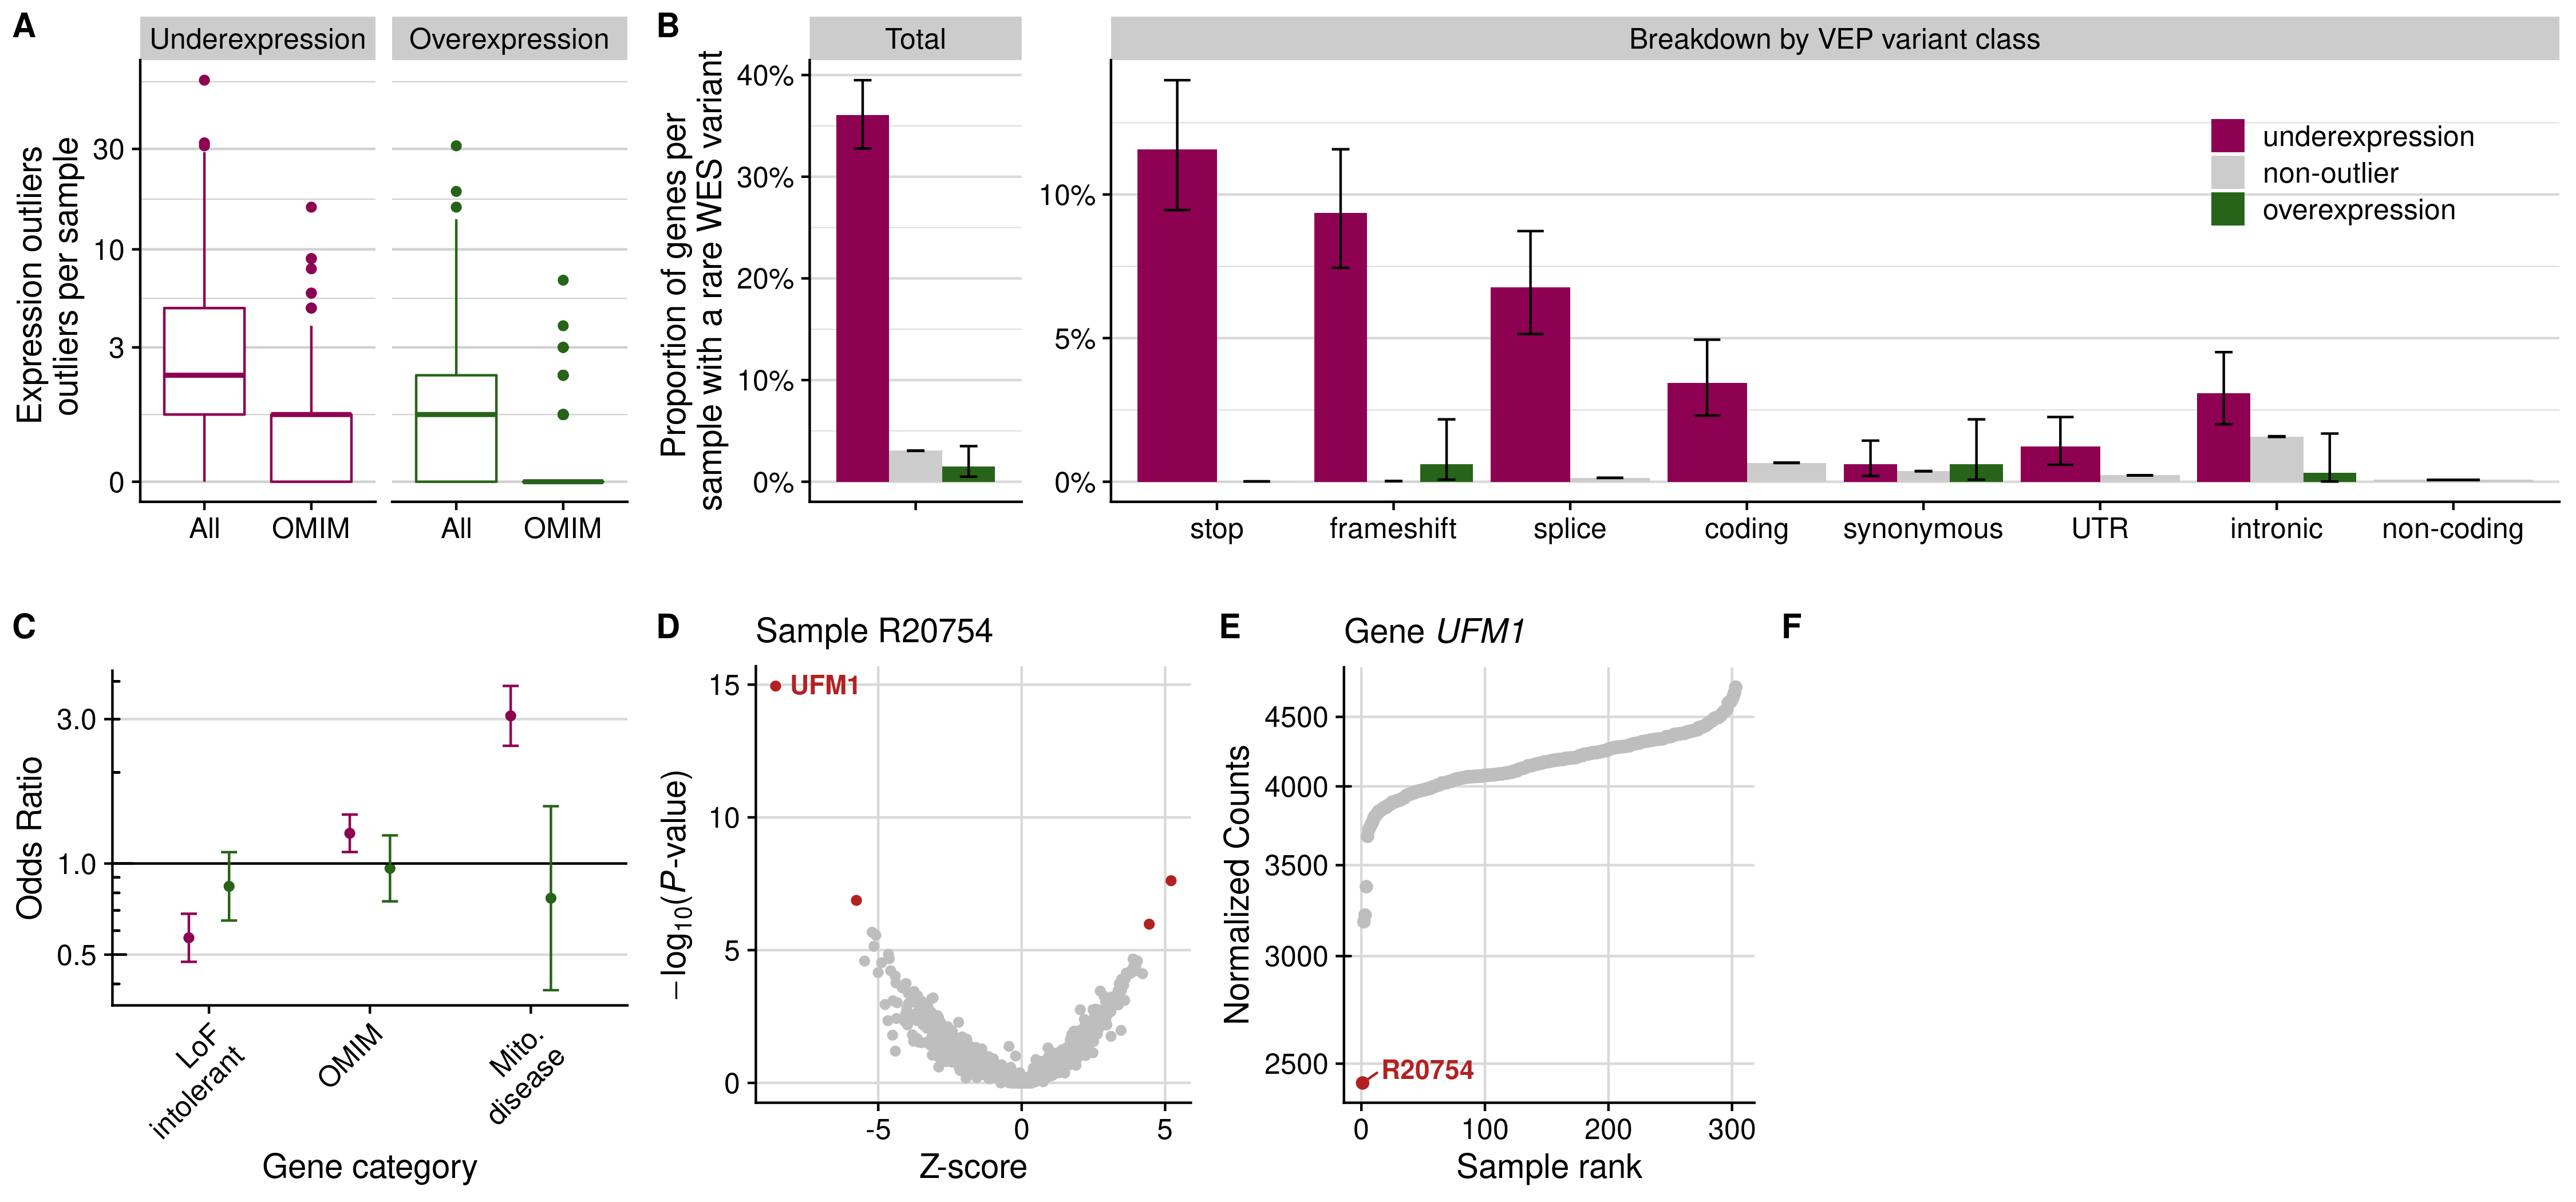 A
Underexpression
Overexpression
Expression outliers
outliers per sample
30
10
3
0
All
OMIM
All
OMIM
B
Total
Breakdown by VEP variant class
Proportion of genes per
sample with a rare WES variant
40%
30%
20%
10%
0%
10%
5%
0%
underexpression
non-outlier
overexpression
stop
frameshift
splice
coding
synonymous
UTR
intronic
non-coding
C
Odds Ratio
3.0
1.0
0.5
LoF
intolerant
OMIM
Mito.
disease
Gene category
D
Sample R20754
−log10(P-value)
15
10
5
0
UFM1
-5
0
5
Z-score
E
Gene UFM1
Normalized Counts
4500
4000
3500
3000
2500
R20754
0
100
200
300
Sample rank
F